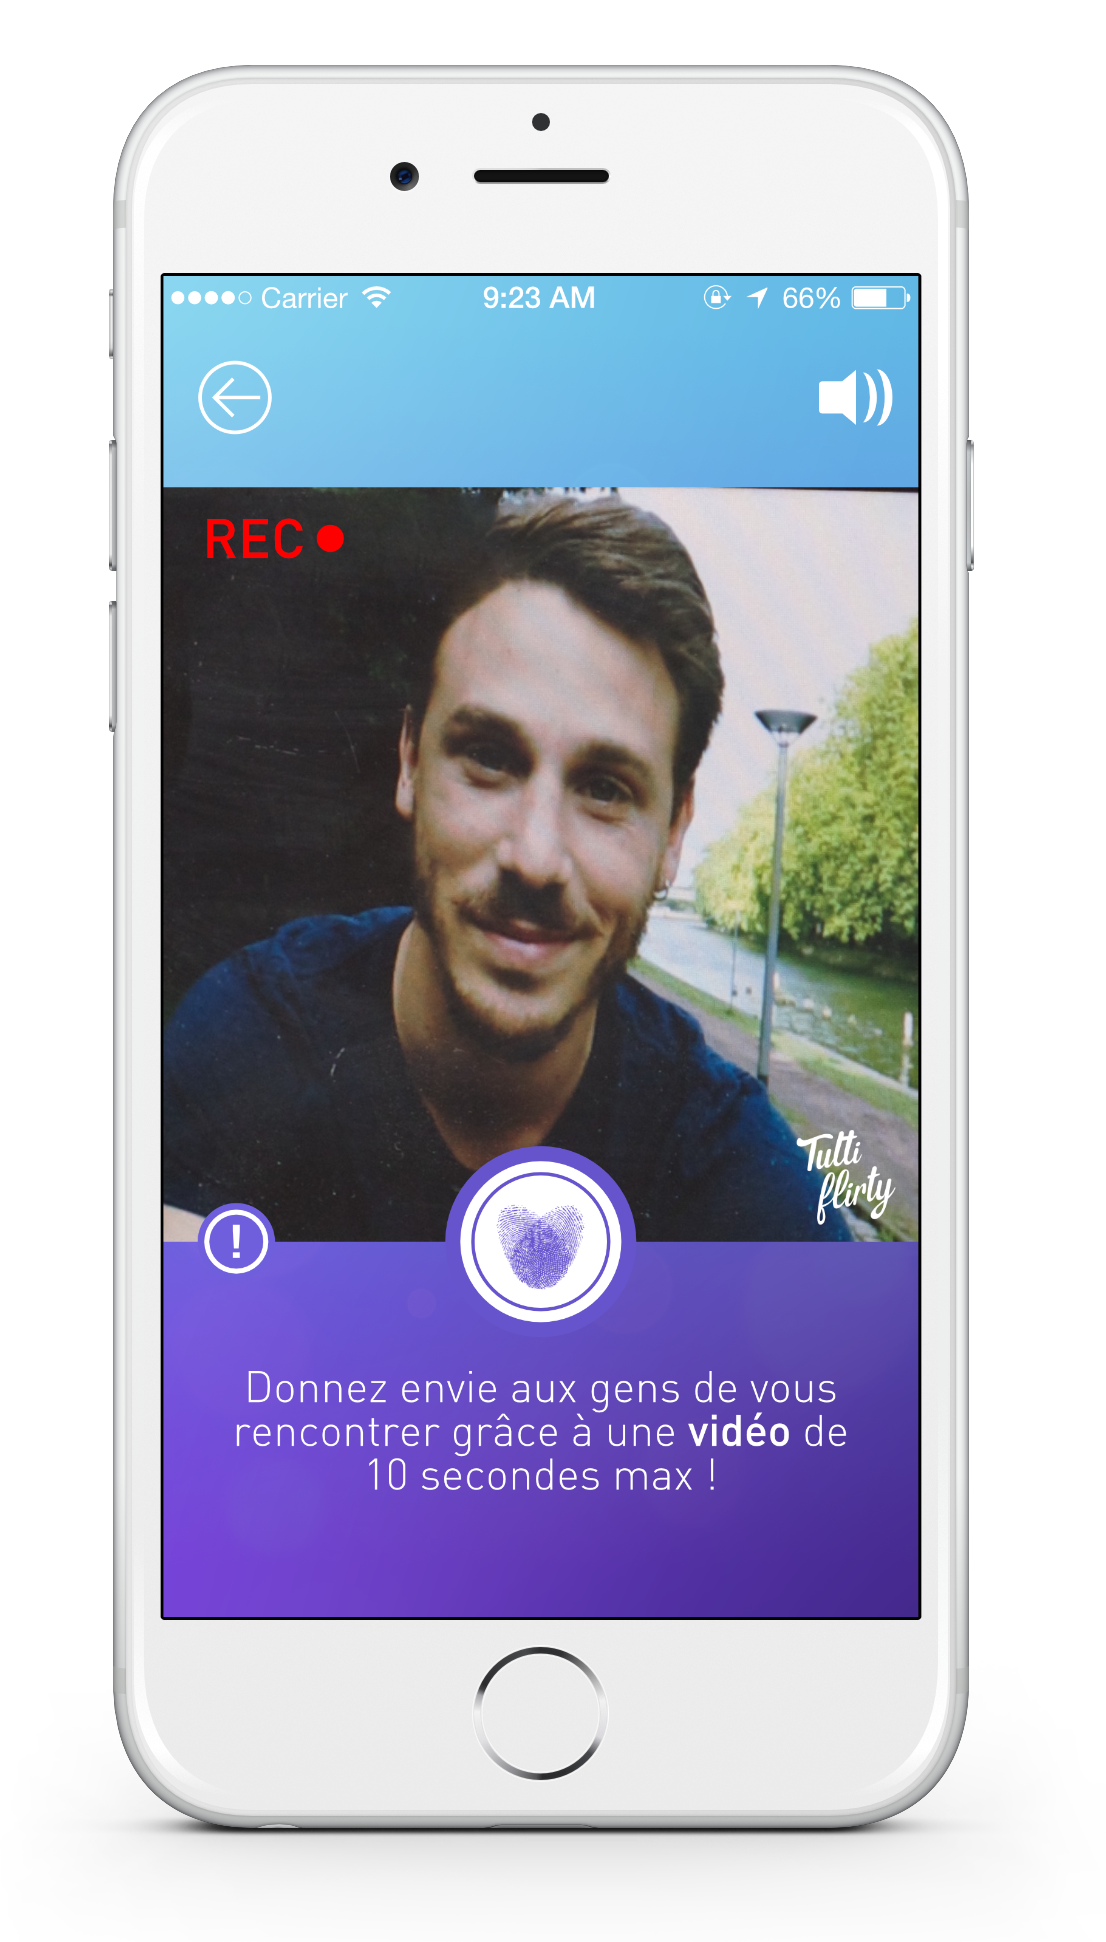 Carrier 9:23 AM 66%
REC
Tutti
flirty
!
Donnez envie aux gens de vous
rencontrer grâce à une vidéo de
10 secondes max !